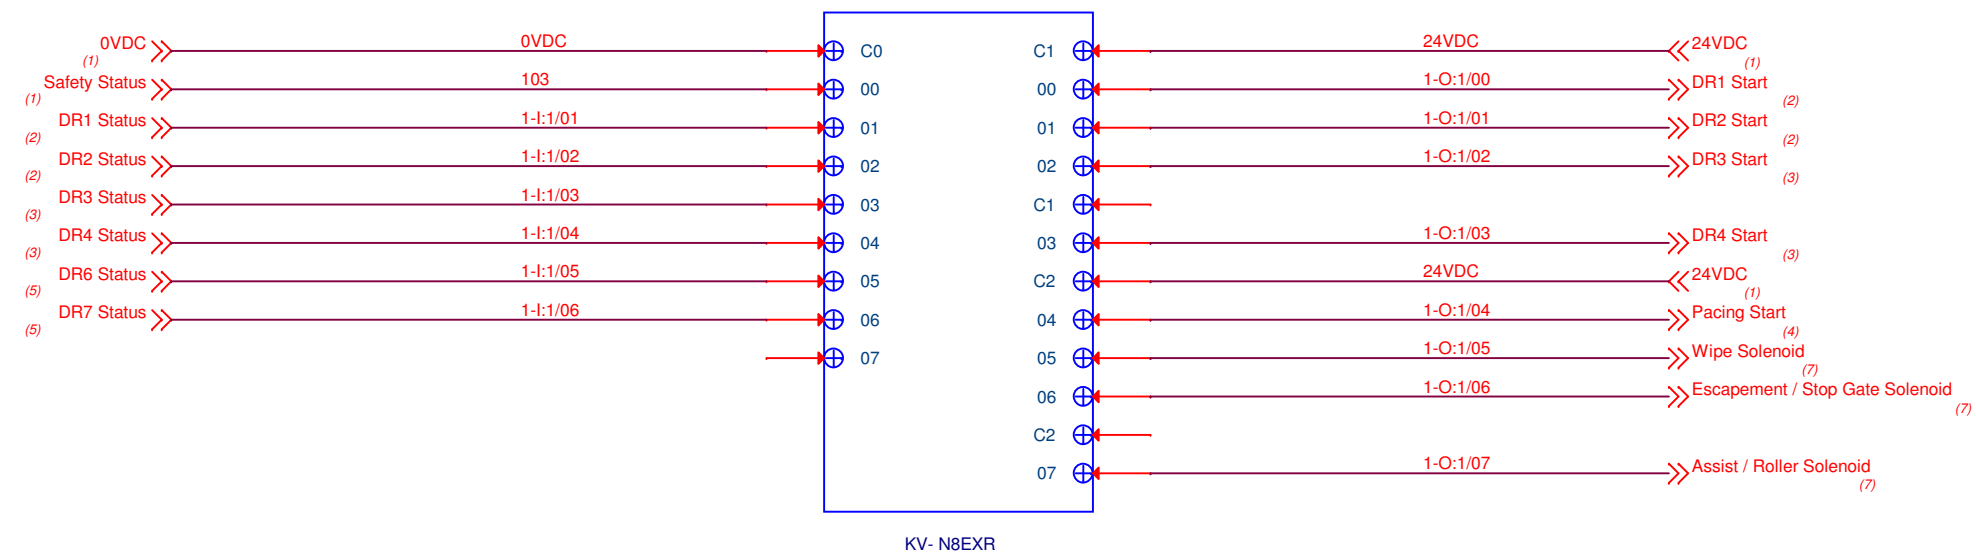 0VDC 0VDC C0 C1 24VDC 24VDC
(1) (1)
Safety Status 103 00 00 1-O:1/00 DR1 Start
(1) (2)
DR1 Status 1-I:1/01 01 01 1-O:1/01 DR2 Start
(2) (2)
DR2 Status 1-I:1/02 02 02 1-O:1/02 DR3 Start
(2) (3)
DR3 Status 1-I:1/03 03 C1
(3)
DR4 Status 1-I:1/04 04 03 1-O:1/03 DR4 Start
(3) (3)
DR6 Status 1-I:1/05 05 C2 24VDC 24VDC
(5) (1)
DR7 Status 1-I:1/06 06 04 1-O:1/04 Pacing Start
(5) (4)
07 05 1-O:1/05 Wipe Solenoid
(7)
06 1-O:1/06 Escapement / Stop Gate Solenoid
(7)
C2
07 1-O:1/07 Assist / Roller Solenoid
(7)
KV- N8EXR